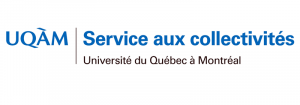 UQÀM | Service aux collectivités
Université du Québec à Montréal